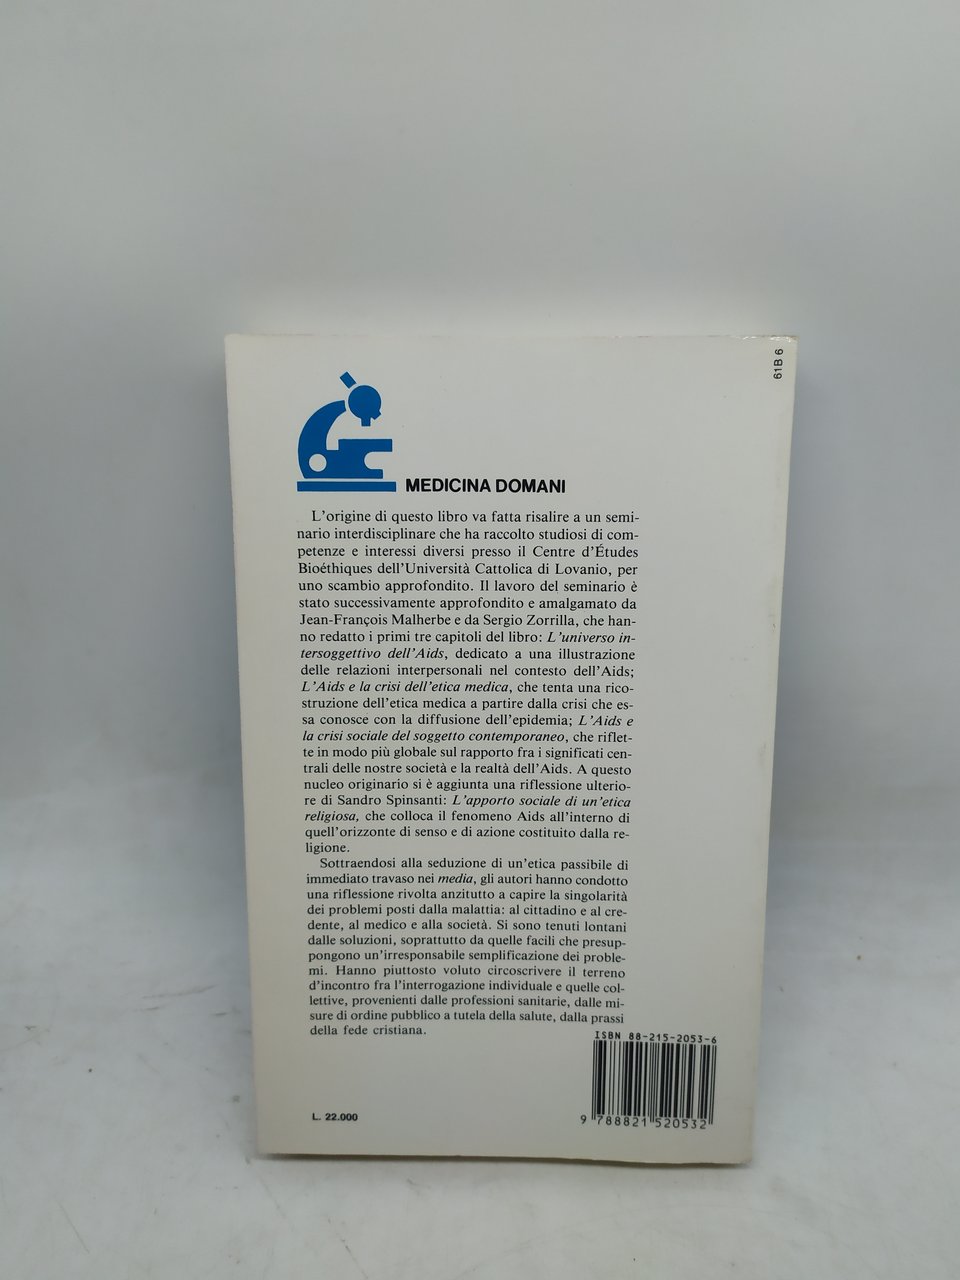 61B 6
MEDICINA DOMANI
L'origine di questo libro va fatta risalire a un semi-
nario interdisciplinare che ha raccolto studiosi di com-
petenze e interessi diversi presso il Centre d'Études
Bioéthiques dell'Università Cattolica di Lovanio, per
uno scambio approfondito. Il lavoro del seminario è
stato successivamente approfondito e amalgamato da
Jean-François Malherbe e da Sergio Zorrilla, che han-
no redatto i primi tre capitoli del libro: L'universo in-
tersoggettivo dell'Aids, dedicato a una illustrazione
delle relazioni interpersonali nel contesto dell'Aids;
L'Aids e la crisi dell'etica medica, che tenta una rico-
struzione dell'etica medica a partire dalla crisi che es-
sa conosce con la diffusione dell'epidemia; L'Aids e
la crisi sociale del soggetto contemporaneo, che riflet-
te in modo più globale sul rapporto fra i significati cen-
trali delle nostre società e la realtà dell'Aids. A questo
nucleo originario si è aggiunta una riflessione ulterio-
re di Sandro Spinsanti: L'apporto sociale di un'etica
religiosa, che colloca il fenomeno Aids all'interno di
quell'orizzonte di senso e di azione costituito dalla re-
ligione.
Sottraendosi alla seduzione di un'etica passibile di
immediato travaso nei media, gli autori hanno condotto
una riflessione rivolta anzitutto a capire la singolarità
dei problemi posti dalla malattia: al cittadino e al cre-
dente, al medico e alla società. Si sono tenuti lontani
dalle soluzioni, soprattutto da quelle facili che presup-
pongono un'irresponsabile semplificazione dei proble-
mi. Hanno piuttosto voluto circoscrivere il terreno
d'incontro fra l'interrogazione individuale e quelle col-
lettive, provenienti dalle professioni sanitarie, dalle mi-
sure di ordine pubblico a tutela della salute, dalla prassi
della fede cristiana.
ISBN 88-215-2053-6
9 788821 520532
L. 22.000